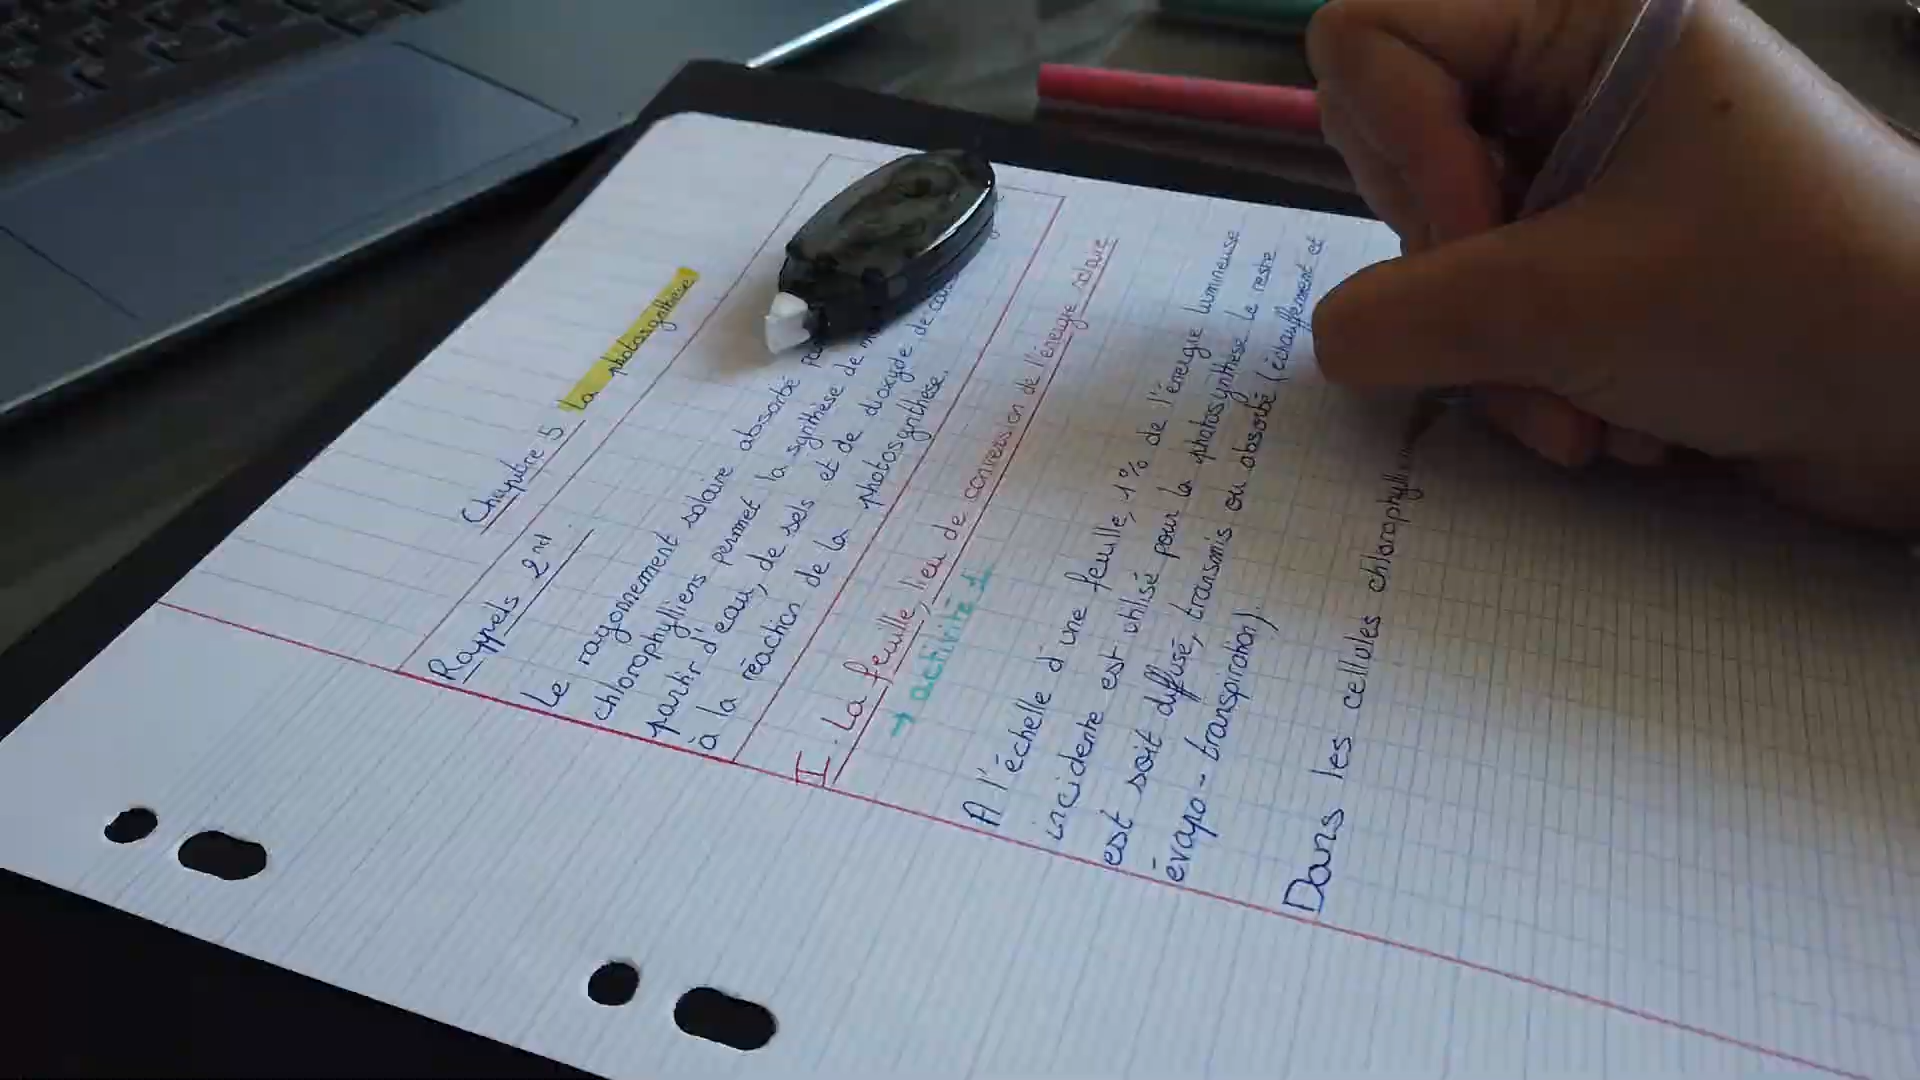 Chapitre 5 La photosynthèse
Rappels 2nd
Le rayonnement solaire absorbé
chlorophylliens permet la synthèse de
partir d'eau, de sels et de dioxyde de
à la réaction de la photosynthèse.
I. La feuille, lieu de conversion de l'énergie solaire
→ activité 1
A l'échelle d'une feuille, 1% de l'énergie lumineuse
incidente est utilisé pour la photosynthèse le reste
est soit diffusé, transmis ou absorbé (échauffement et
évapo-transpiration).
Dans les cellules